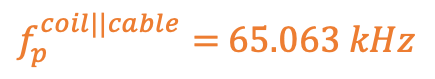 f_p^{coil||cable} = 65.063 kHz